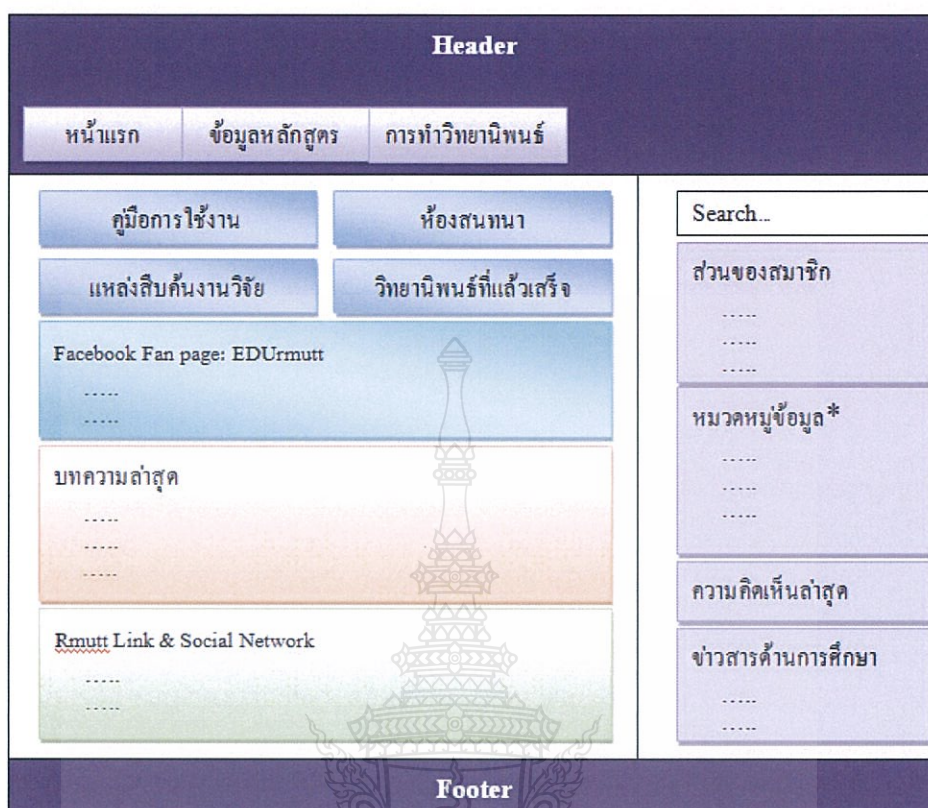 Header
หน้าแรก ข้อมูลหลักสูตร การทำวิทยานิพนธ์
คู่มือการใช้งาน ห้องสนทนา
แหล่งสืบค้นงานวิจัย วิทยานิพนธ์ที่แล้วเสร็จ
Facebook Fan page: EDUrmutt
.....
.....
บทความล่าสุด
.....
.....
.....
Rmutt Link & Social Network
.....
.....
Search...
ส่วนของสมาชิก
.....
.....
.....
หมวดหมู่ข้อมูล*
.....
.....
.....
ความคิดเห็นล่าสุด
ข่าวสารด้านการศึกษา
.....
.....
Footer